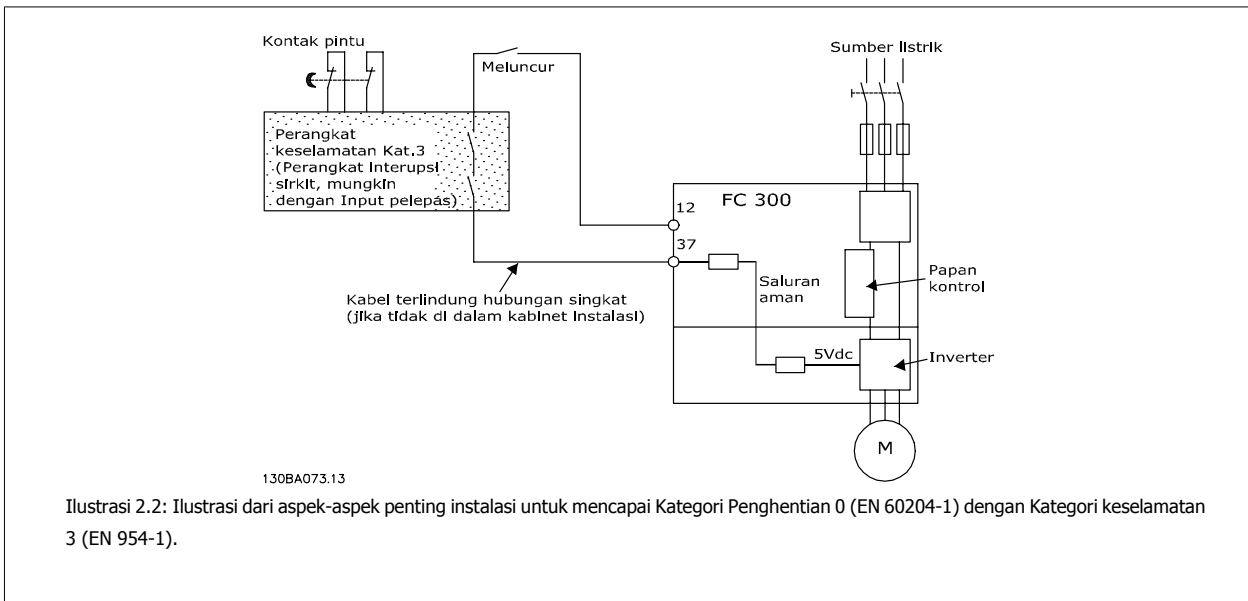 Kontak pintu
Meluncur
Sumber listrik
Perangkat
keselamatan Kat.3
(Perangkat Interupsi
sirkit, mungkin
dengan Input pelepas)
12
FC 300
37
Saluran
aman
Papan
kontrol
Kabel terlindung hubungan singkat
(jika tidak di dalam kabinet Instalasi)
5Vdc
Inverter
M
130BA073.13
Ilustrasi 2.2: Ilustrasi dari aspek-aspek penting instalasi untuk mencapai Kategori Penghentian 0 (EN 60204-1) dengan Kategori keselamatan
3 (EN 954-1).